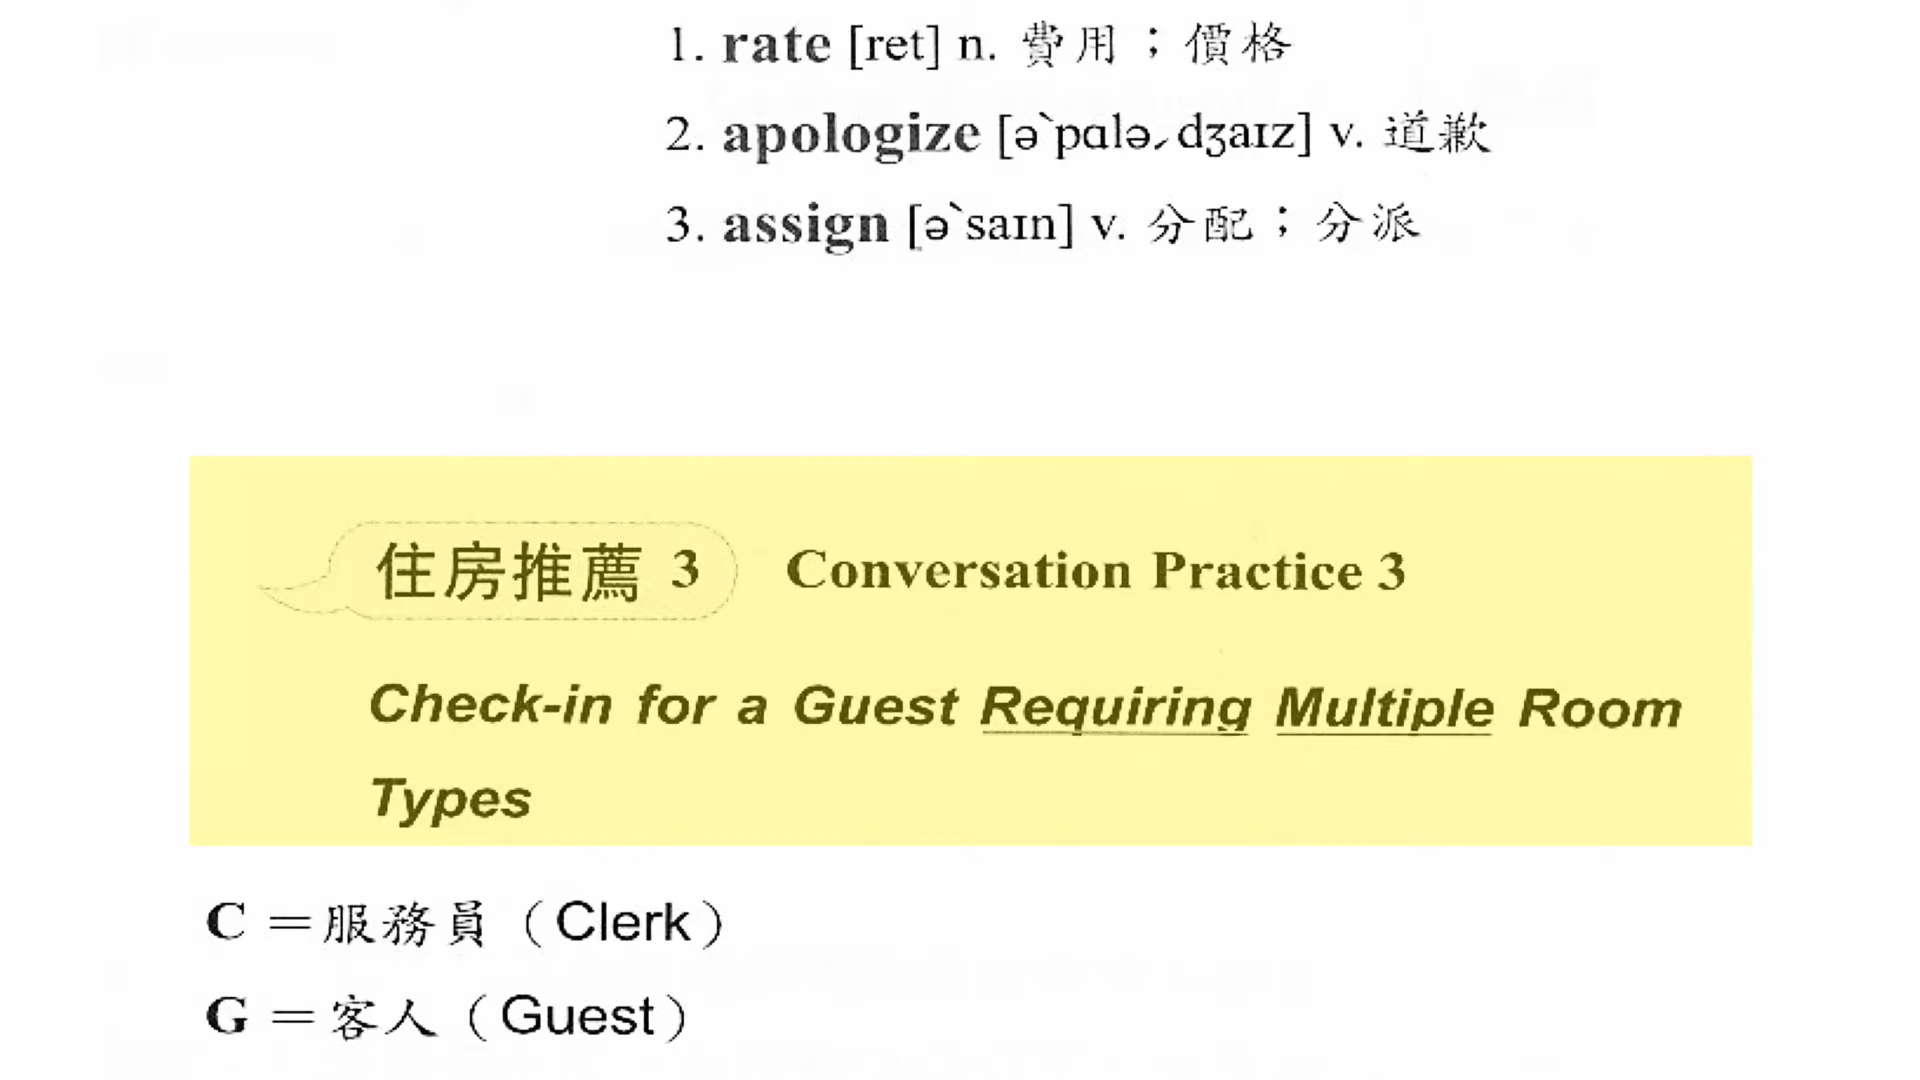 1. rate [ret] n. 費用；價格
2. apologize [əˋpɑləˏdʒaɪz] v. 道歉
3. assign [əˋsaɪn] v. 分配；分派
住房推薦 3 Conversation Practice 3
Check-in for a Guest Requiring Multiple Room
Types
C ＝服務員（Clerk）
G ＝客人（Guest）